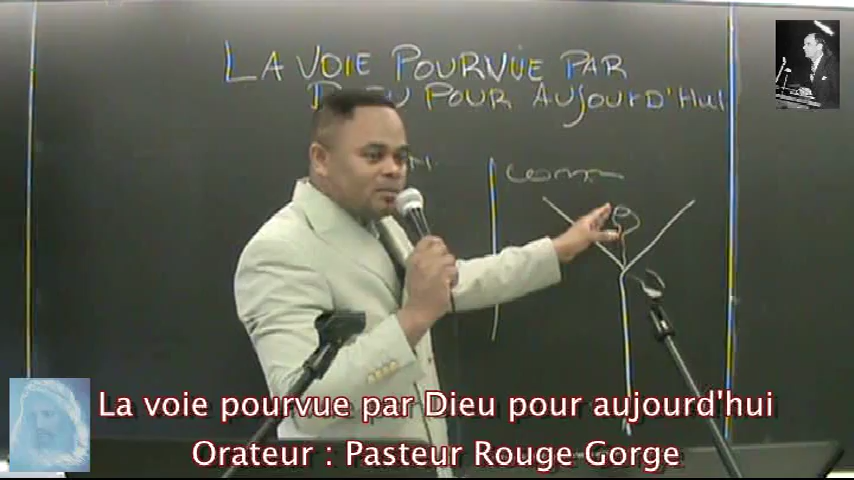 LA VOIE POURVUE PAR
DIEU POUR AUJOURD'HUI
La voie pourvue par Dieu pour aujourd'hui
Orateur : Pasteur Rouge Gorge